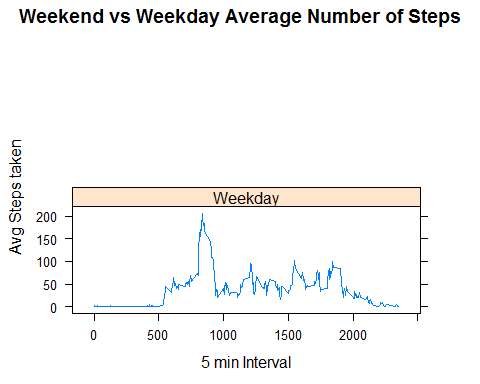 Weekend vs Weekday Average Number of Steps
Avg Steps taken
Weekday
200
150
100
50
0
0 500 1000 1500 2000
5 min Interval